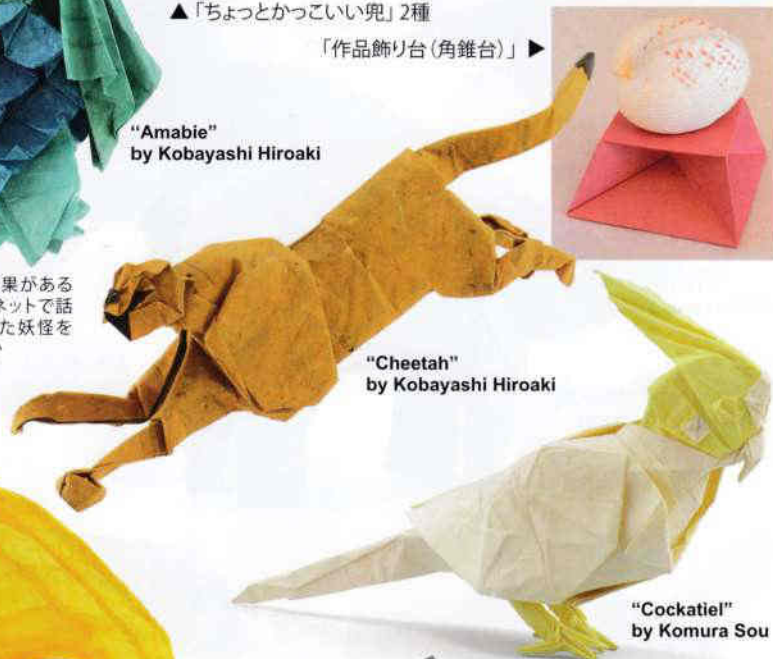 ▲「ちょっとかっこいい兜」2種
「作品飾り台(角錐台)」▶
“Amabie”
by Kobayashi Hiroaki
果がある
ネットで話
た妖怪を
“Cheetah”
by Kobayashi Hiroaki
“Cockatiel”
by Komura Sou